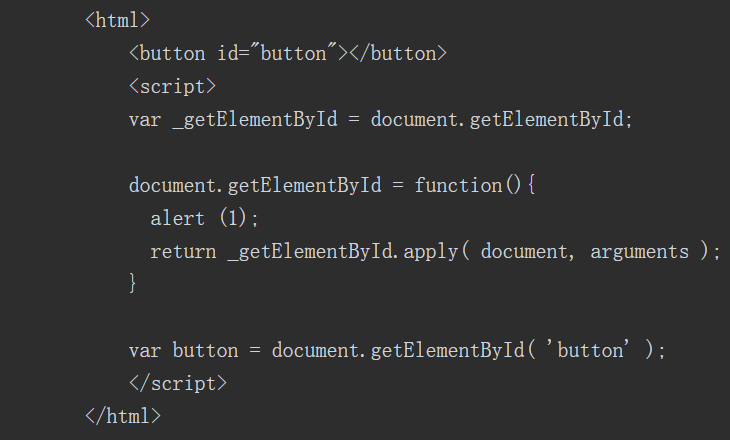 <html>
<button id="button"></button>
<script>
var _getElementById = document.getElementById;
document.getElementById = function(){
alert (1);
return _getElementById.apply( document, arguments );
}
var button = document.getElementById( 'button' );
</script>
</html>